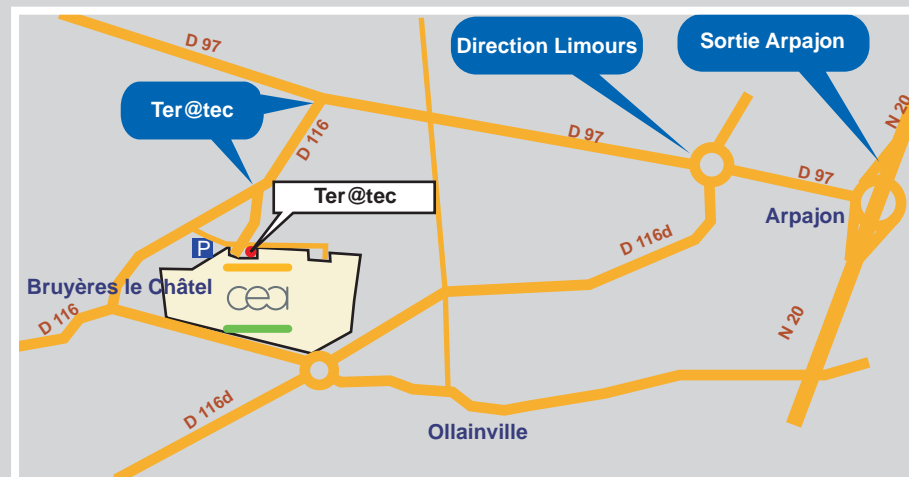 D 97
Direction Limours
Sortie Arpajon
Ter@tec
N 20
D 116
D 97
D 97
Ter@tec
Arpajon
P
D 116d
Bruyères le Châtel
cea
D 116
N 20
D 116d
Ollainville